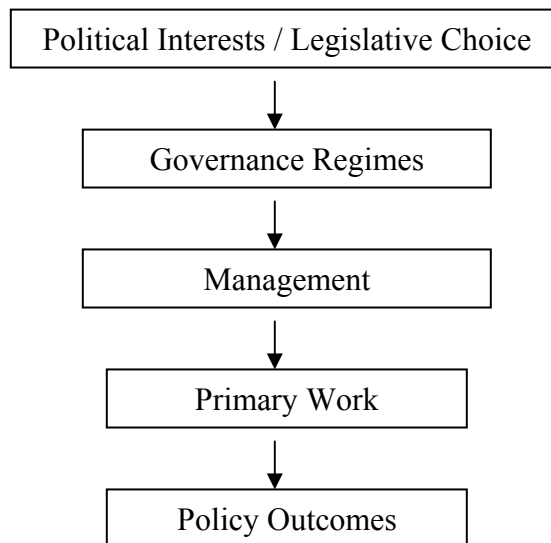 Political Interests / Legislative Choice
Governance Regimes
Management
Primary Work
Policy Outcomes